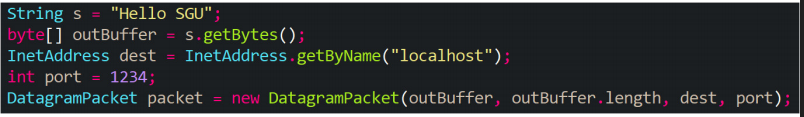 String s = "Hello SGU";
byte[] outBuffer = s.getBytes();
InetAddress dest = InetAddress.getByName("localhost");
int port = 1234;
DatagramPacket packet = new DatagramPacket(outBuffer, outBuffer.length, dest, port);